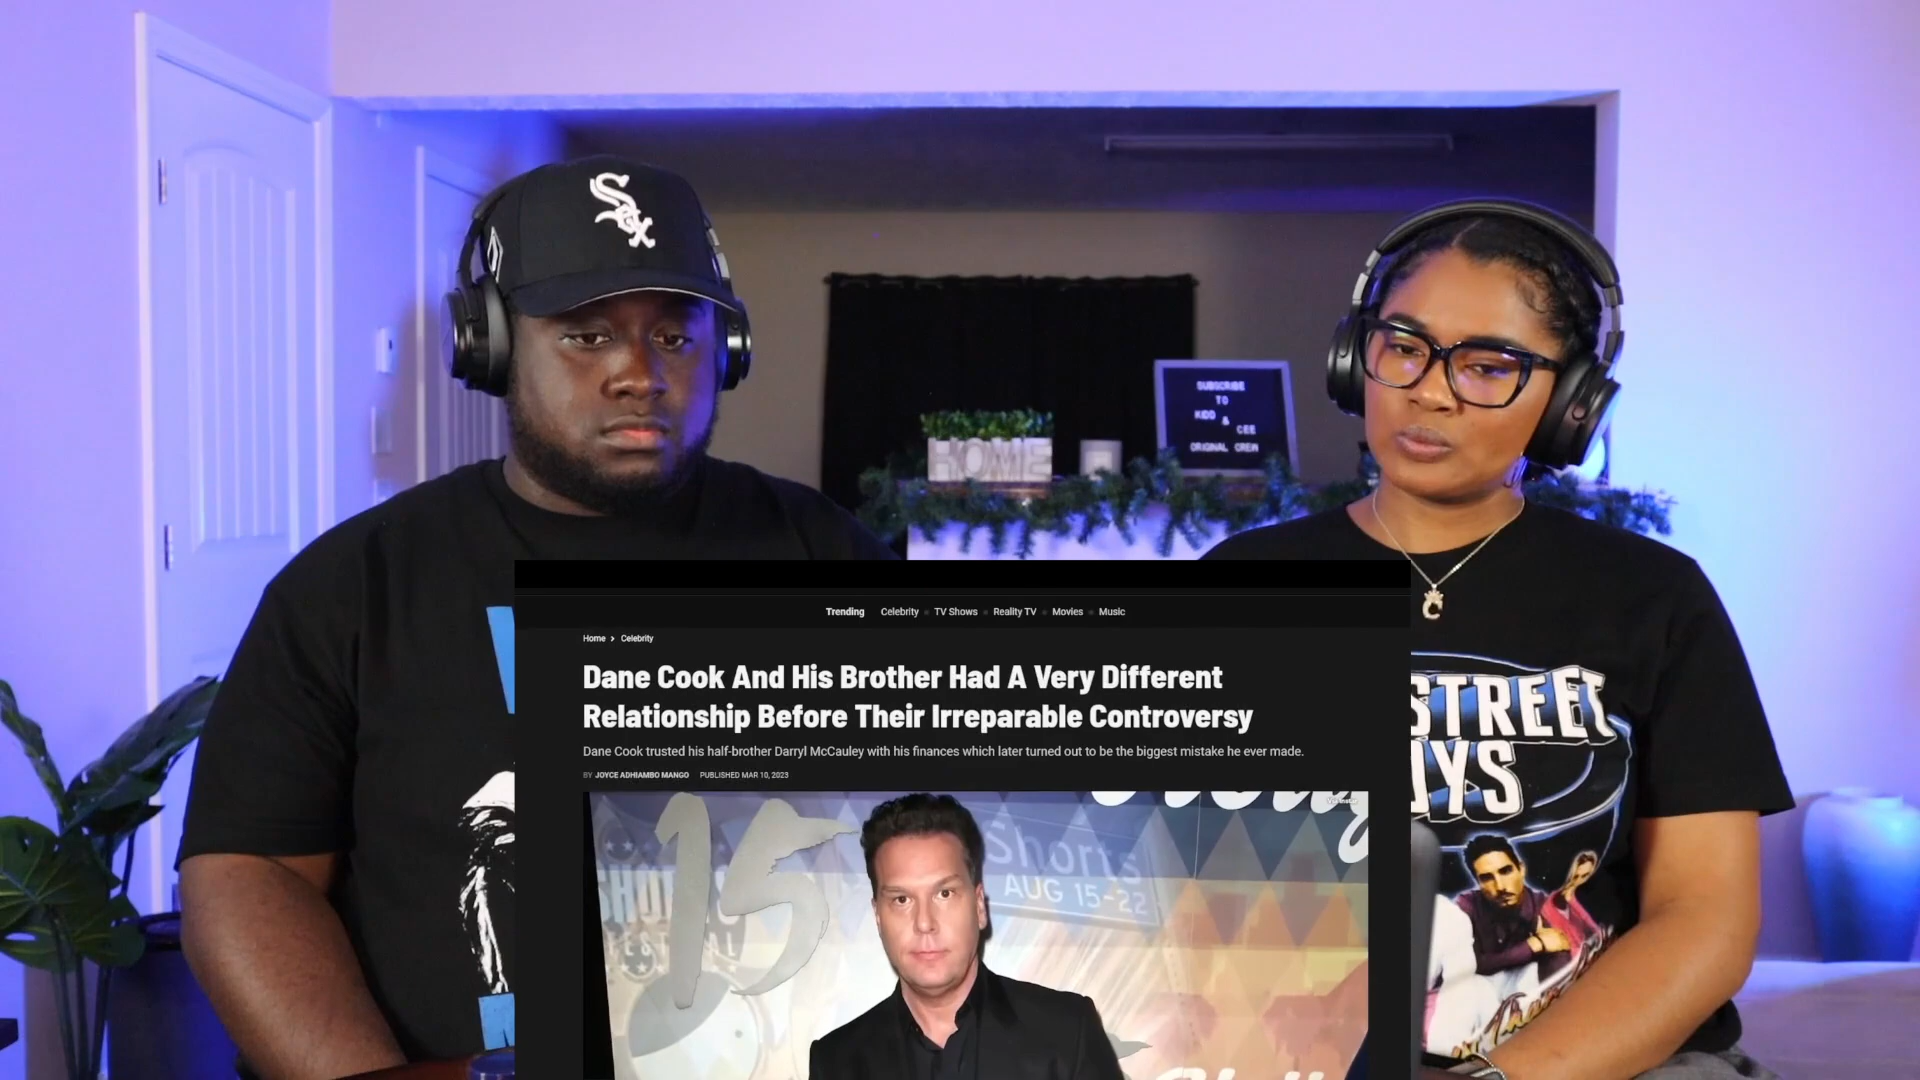 Sox
SUBSCRIBE
TO
KIDD
&
CEE
ORIGINAL CREW
HOME
C
Trending Celebrity TV Shows Reality TV Movies Music
Home > Celebrity
Dane Cook And His Brother Had A Very Different
Relationship Before Their Irreparable Controversy
Dane Cook trusted his half-brother Darryl McCauley with his finances which later turned out to be the biggest mistake he ever made.
BY JOYCE ADHIAMBO MANGO PUBLISHED MAR 10, 2023
15
Shorts
AUG 15-22
STREET